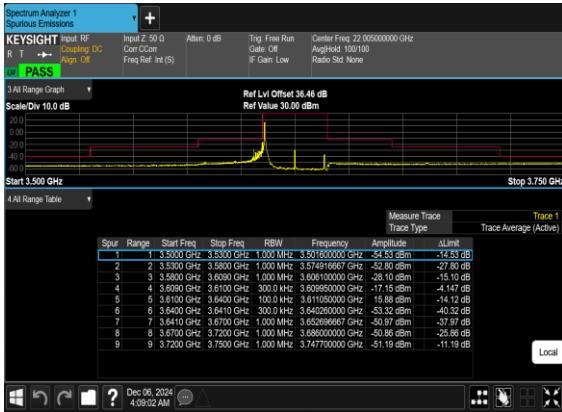 Spectrum Analyzer 1
Spurious Emissions
+
KEYSIGHT Input: RF Input Z: 50 Ω Atten: 0 dB Trig: Free Run Center Freq: 22.005000000 GHz
R T Coupling: DC Corr CCorr Gate: Off Avg|Hold: 100/100
Align: Off Freq Ref: Int (S) IF Gain: Low Radio Std: None
PASS
3 All Range Graph
Ref Lvl Offset 36.46 dB
Scale/Div 10.0 dB Ref Value 30.00 dBm
20.0
0.00
-20.0
-40.0
-60.0
Start 3.500 GHz Stop 3.750 GHz
4 All Range Table
Measure Trace Trace 1
Trace Type Trace Average (Active)
Spur Range Start Freq Stop Freq RBW Frequency Amplitude ΔLimit
1 1 3.5000 GHz 3.5300 GHz 1.000 MHz 3.501600000 GHz -54.53 dBm -14.53 dB
2 2 3.5300 GHz 3.5800 GHz 1.000 MHz 3.574916667 GHz -52.80 dBm -27.80 dB
3 3 3.5800 GHz 3.6090 GHz 1.000 MHz 3.606100000 GHz -28.10 dBm -15.10 dB
4 4 3.6090 GHz 3.6100 GHz 300.0 kHz 3.609950000 GHz -17.15 dBm -4.147 dB
5 5 3.6100 GHz 3.6400 GHz 100.0 kHz 3.611050000 GHz 15.88 dBm -14.12 dB
6 6 3.6400 GHz 3.6410 GHz 300.0 kHz 3.640260000 GHz -53.32 dBm -40.32 dB
7 7 3.6410 GHz 3.6700 GHz 1.000 MHz 3.652696667 GHz -50.97 dBm -37.97 dB
8 8 3.6700 GHz 3.7200 GHz 1.000 MHz 3.686000000 GHz -50.86 dBm -25.86 dB
9 9 3.7200 GHz 3.7500 GHz 1.000 MHz 3.747700000 GHz -51.19 dBm -11.19 dB
Local
? Dec 06, 2024
4:09:02 AM